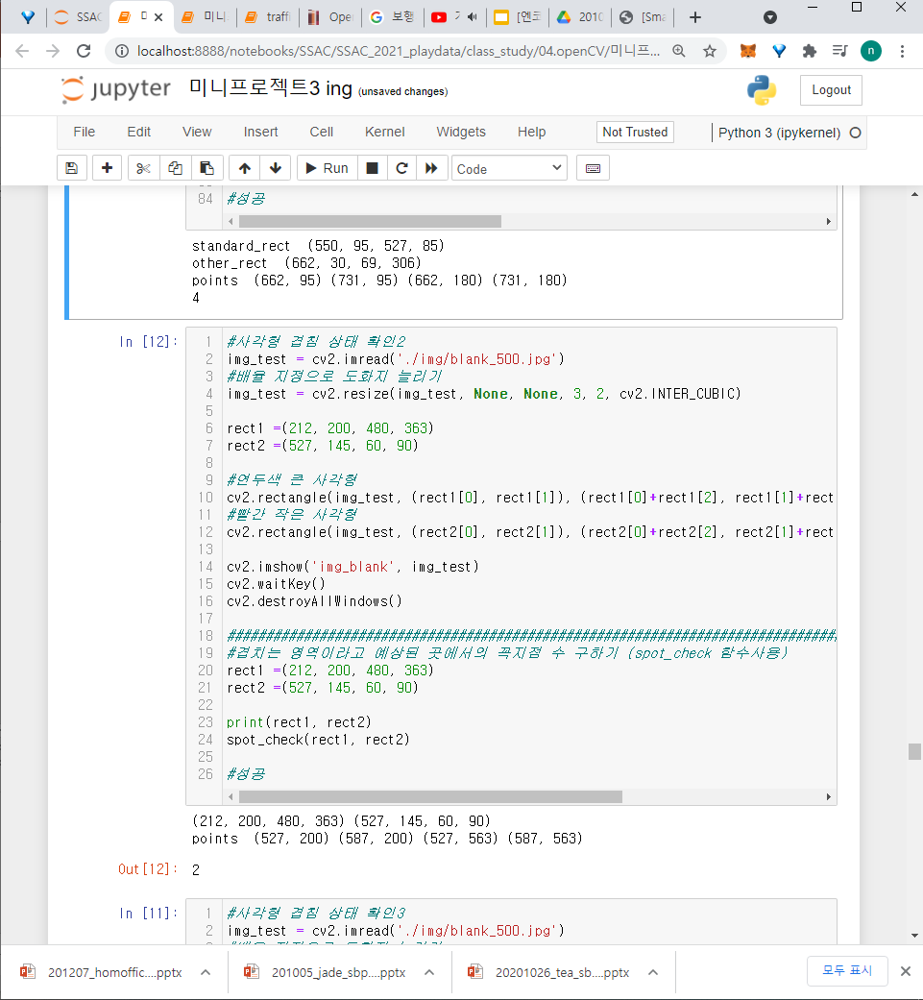 SSAC
D
미니
traffi
Ope
보행
[엔코
2010
[Sma
localhost:8888/notebooks/SSAC/SSAC_2021_playdata/class_study/04.openCV/미니프...
n
jupyter 미니프로젝트3 ing (unsaved changes)
Logout
File Edit View Insert Cell Kernel Widgets Help
Not Trusted
Python 3 (ipykernel)
Run
Code
84 #성공
standard_rect (550, 95, 527, 85)
other_rect (662, 30, 69, 306)
points (662, 95) (731, 95) (662, 180) (731, 180)
4
In [12]:
1 #사각형 겹침 상태 확인2
2 img_test = cv2.imread('./img/blank_500.jpg')
3 #배율 지정으로 도화지 늘리기
4 img_test = cv2.resize(img_test, None, None, 3, 2, cv2.INTER_CUBIC)
5
6 rect1 =(212, 200, 480, 363)
7 rect2 =(527, 145, 60, 90)
8
9 #연두색 큰 사각형
10 cv2.rectangle(img_test, (rect1[0], rect1[1]), (rect1[0]+rect1[2], rect1[1]+rect
11 #빨간 작은 사각형
12 cv2.rectangle(img_test, (rect2[0], rect2[1]), (rect2[0]+rect2[2], rect2[1]+rect
13
14 cv2.imshow('img_blank', img_test)
15 cv2.waitKey()
16 cv2.destroyAllWindows()
17
18 ################################################################################
19 #겹치는 영역이라고 예상된 곳에서의 꼭지점 수 구하기 (spot_check 함수사용)
20 rect1 =(212, 200, 480, 363)
21 rect2 =(527, 145, 60, 90)
22
23 print(rect1, rect2)
24 spot_check(rect1, rect2)
25
26 #성공
(212, 200, 480, 363) (527, 145, 60, 90)
points (527, 200) (587, 200) (527, 563) (587, 563)
Out[12]: 2
In [11]:
1 #사각형 겹침 상태 확인3
2 img_test = cv2.imread('./img/blank_500.jpg')
201207_homoffic....pptx
201005_jade_sbp....pptx
20201026_tea_sb....pptx
모두 표시